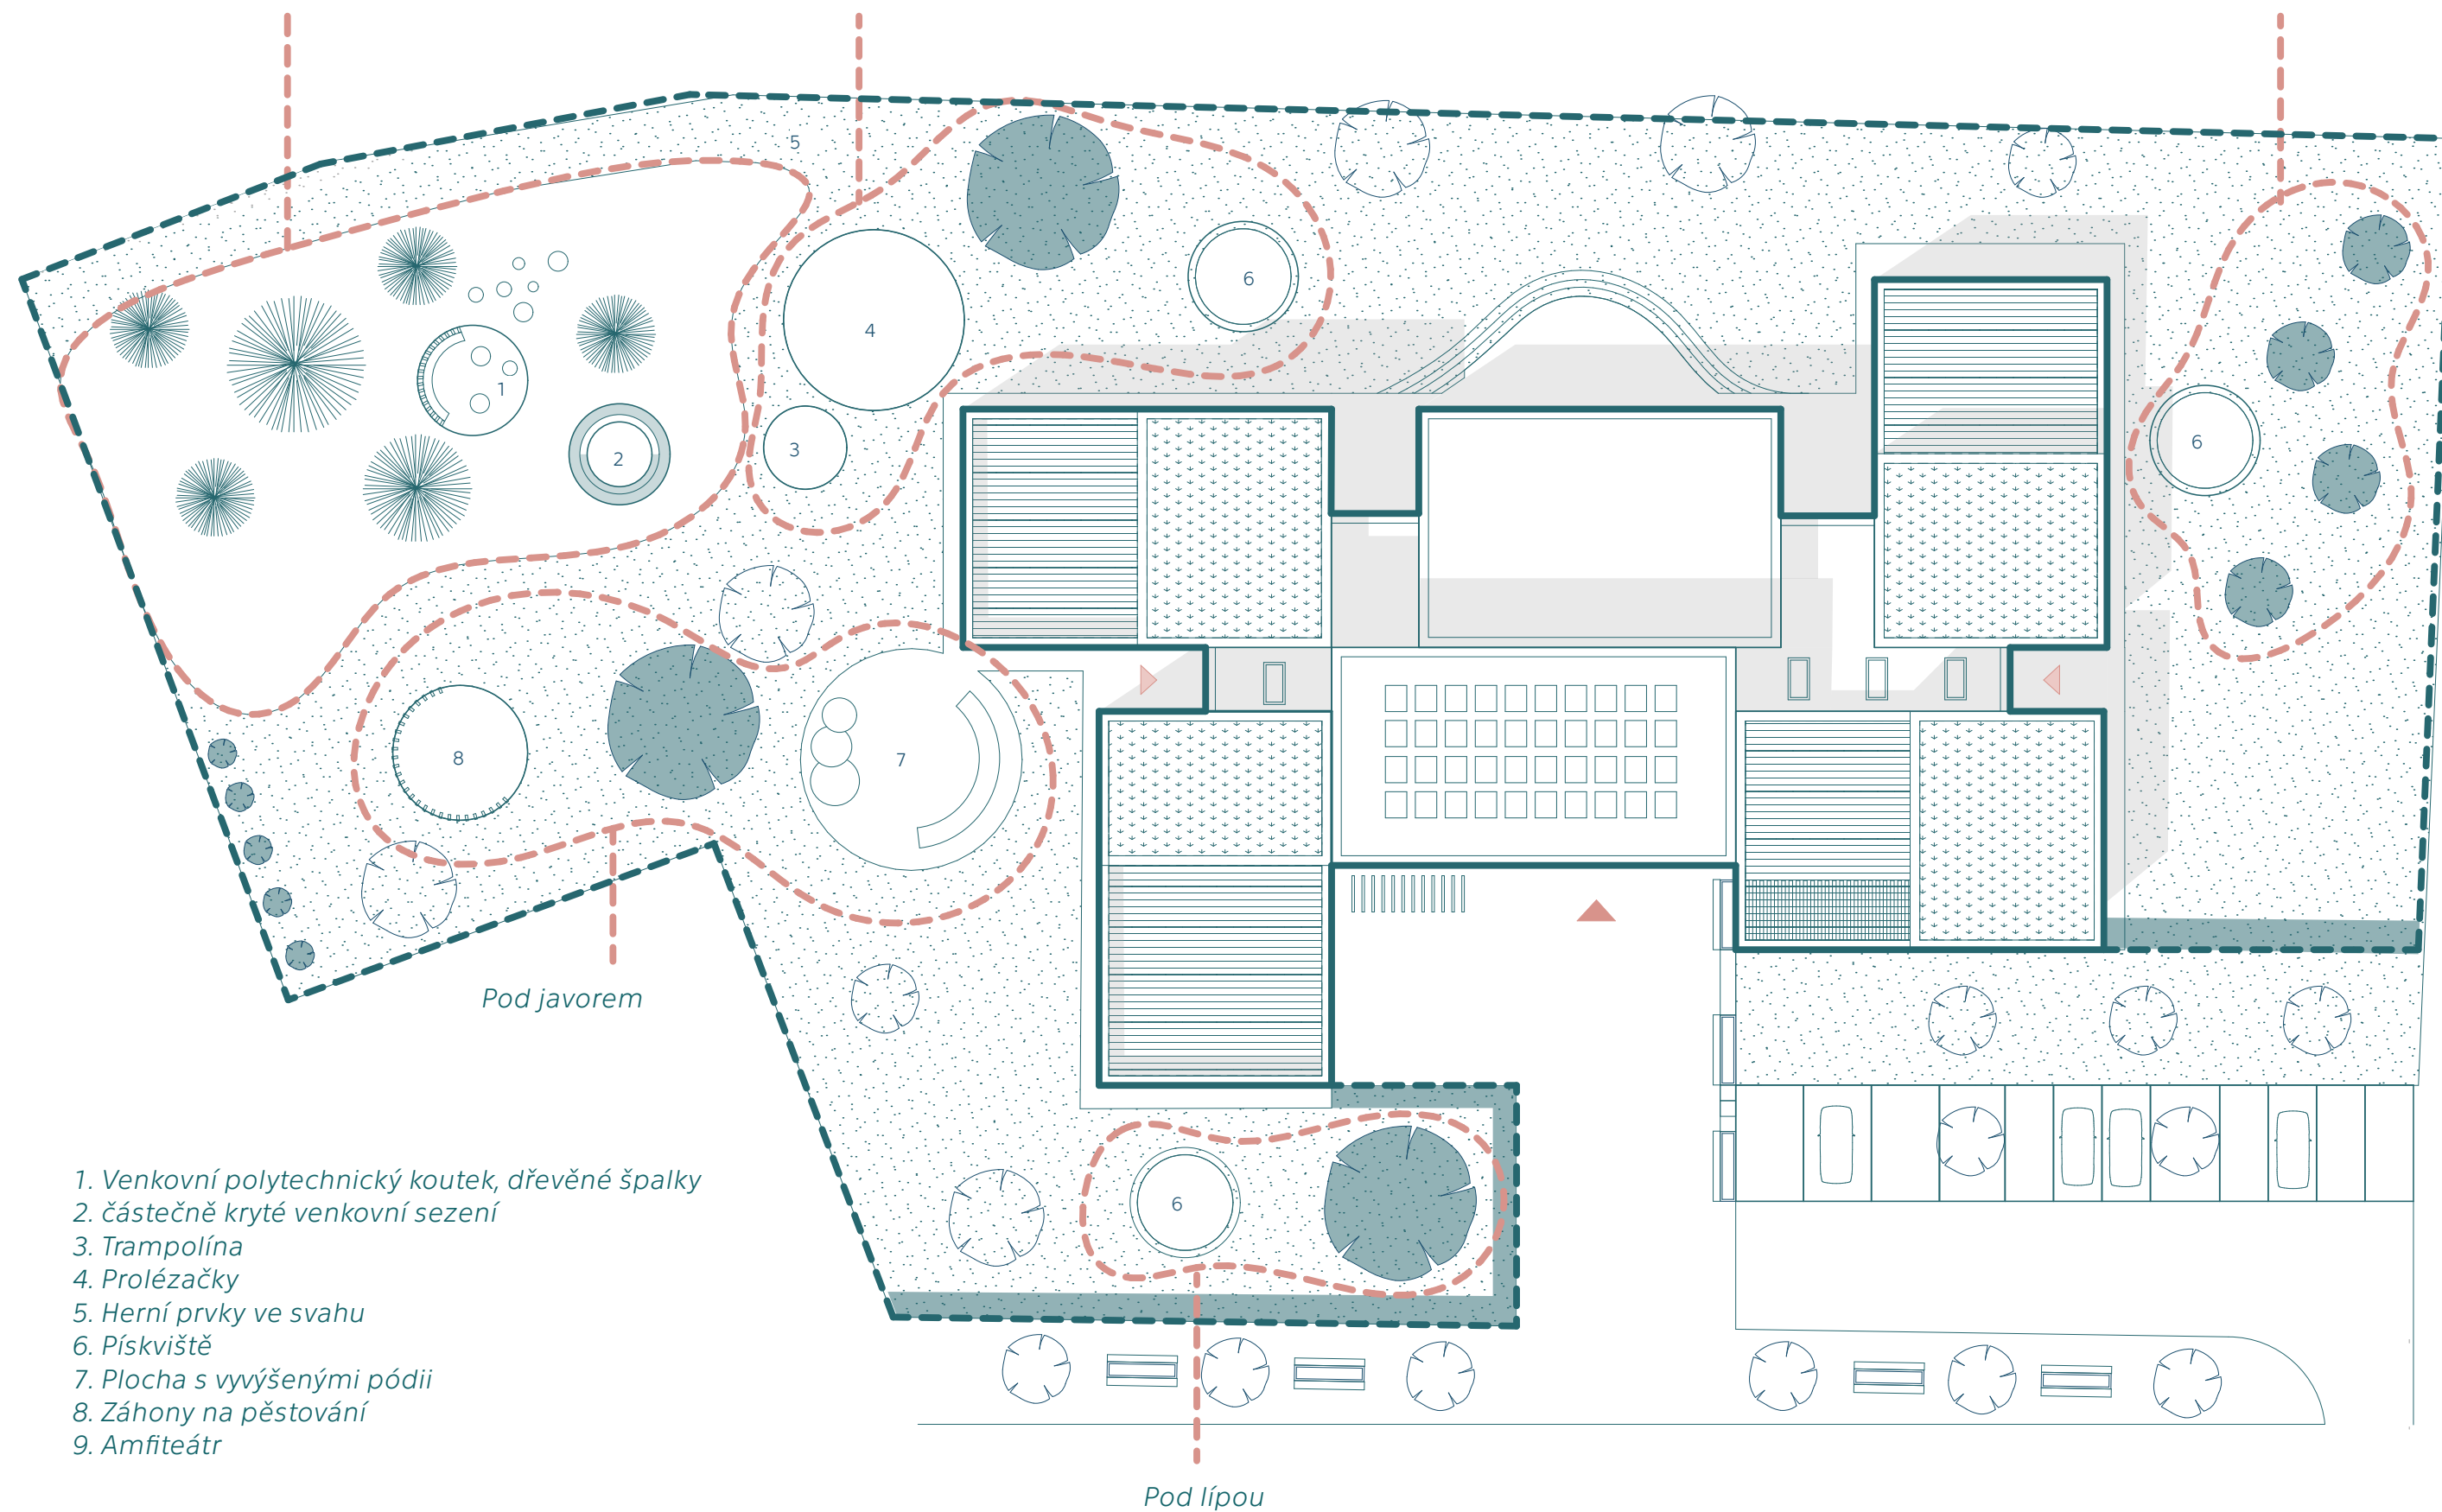 5
6
4
1
6
3
2
8
7
Pod javorem
1. Venkovní polytechnický koutek, dřevěné špalky
2. částečně kryté venkovní sezení
3. Trampolína
4. Prolézačky
5. Herní prvky ve svahu
6. Pískviště
7. Plocha s vyvýšenými pódii
8. Záhony na pěstování
9. Amfiteátr
6
Pod lípou